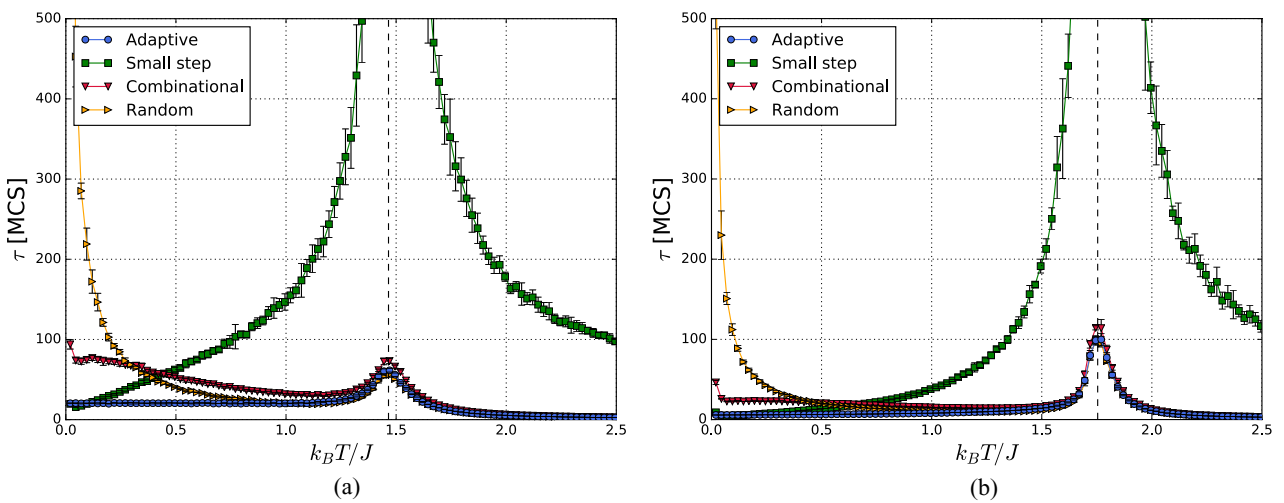 500
400
300
200
100
0
τ [MCS]
Adaptive
Small step
Combinational
Random
0.0 0.5 1.0 1.5 2.0 2.5
k_BT/J
(a)
500
400
300
200
100
0
τ [MCS]
Adaptive
Small step
Combinational
Random
0.0 0.5 1.0 1.5 2.0 2.5
k_BT/J
(b)